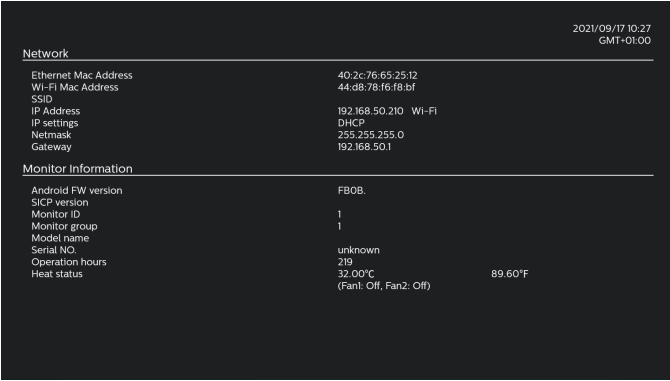 2021/09/17 10:27
GMT+01:00
Network
Ethernet Mac Address 40:2c:76:65:25:12
Wi-Fi Mac Address 44:d8:78:f6:f8:bf
SSID
IP Address 192.168.50.210 Wi-Fi
IP settings DHCP
Netmask 255.255.255.0
Gateway 192.168.50.1
Monitor Information
Android FW version FB0B.
SICP version
Monitor ID 1
Monitor group 1
Model name
Serial NO. unknown
Operation hours 219
Heat status 32.00°C 89.60°F
(Fan1: Off, Fan2: Off)